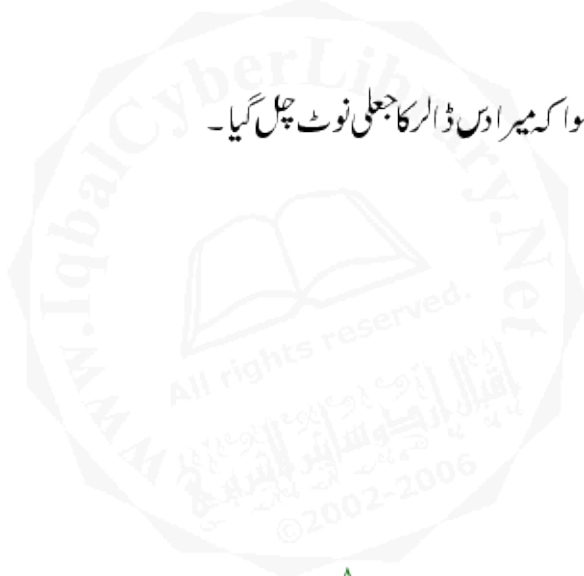 وا کہ میرا دس ڈالر کا جعلی نوٹ چل گیا ۔
www.IqbalCyberLibrary.Net
All rights reserved.
©2002-2006